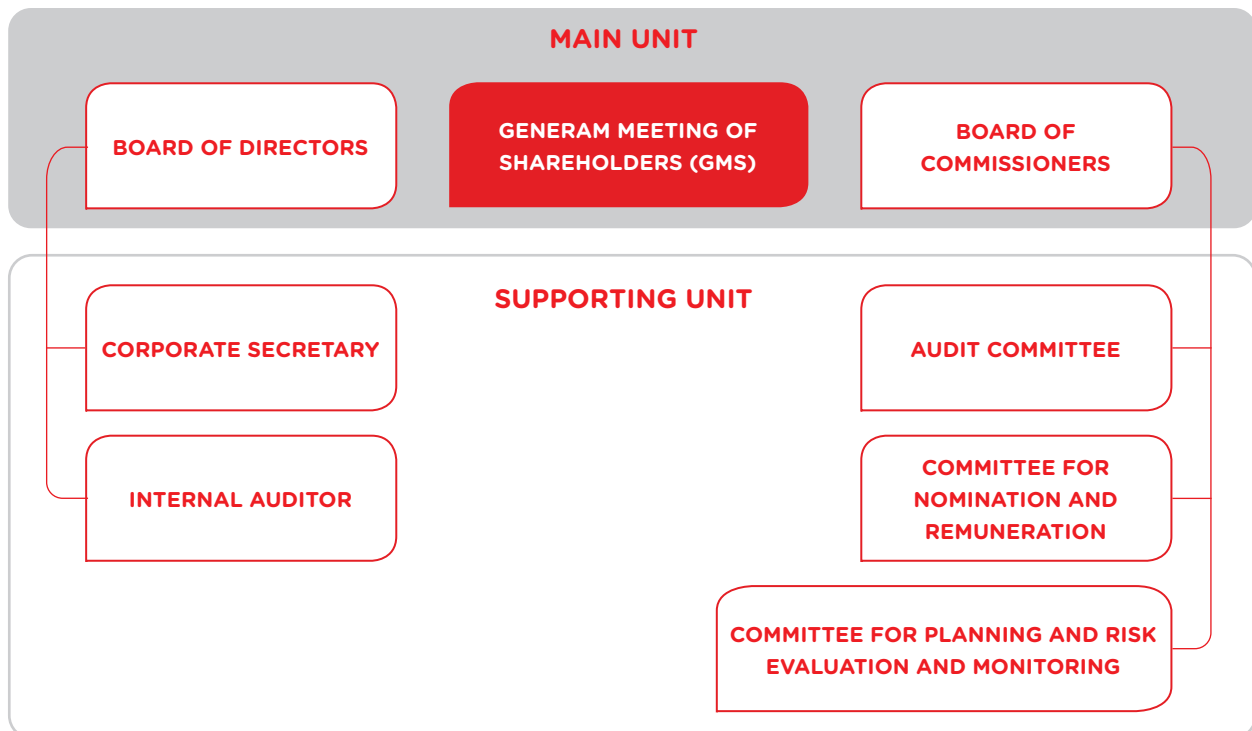 MAIN UNIT
BOARD OF DIRECTORS
GENERAM MEETING OF
SHAREHOLDERS (GMS)
BOARD OF
COMMISSIONERS
SUPPORTING UNIT
CORPORATE SECRETARY
AUDIT COMMITTEE
INTERNAL AUDITOR
COMMITTEE FOR
NOMINATION AND
REMUNERATION
COMMITTEE FOR PLANNING AND RISK
EVALUATION AND MONITORING